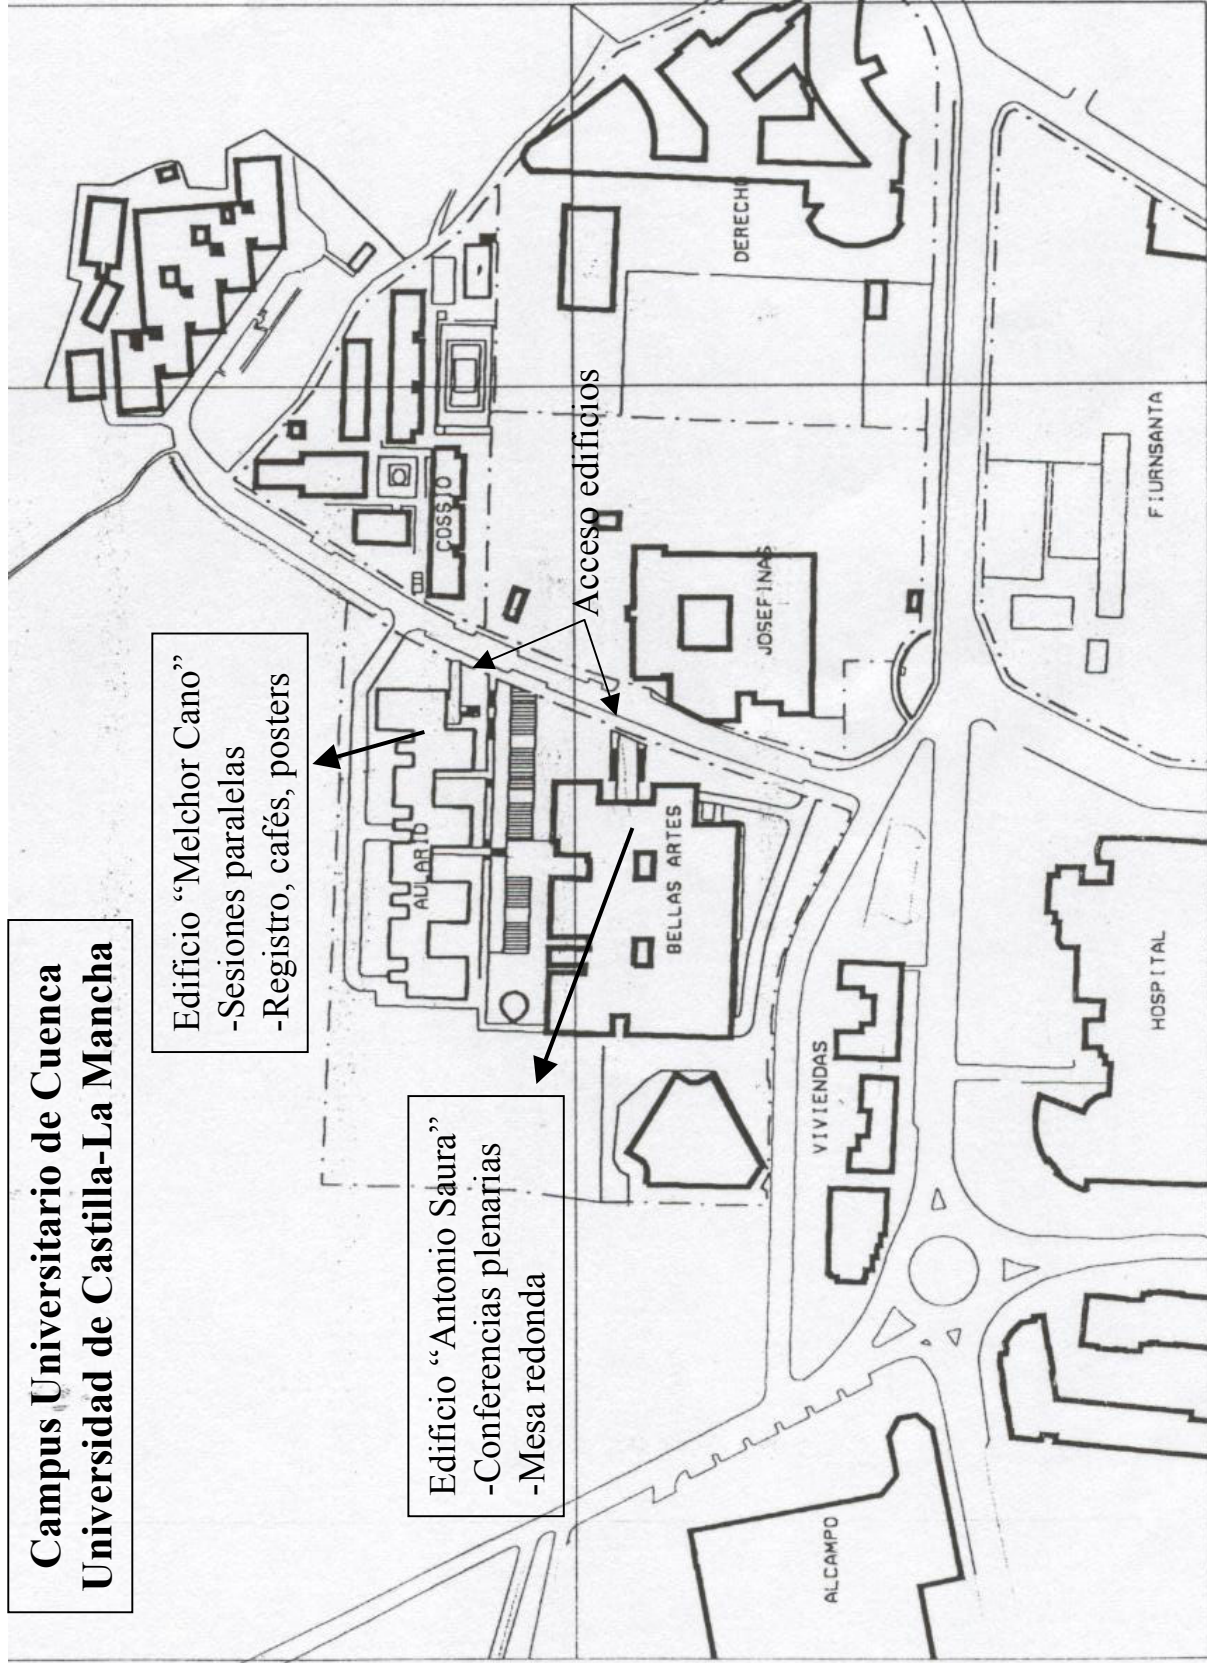 Campus Universitario de Cuenca
Universidad de Castilla-La Mancha
Edificio “Melchor Cano”
-Sesiones paralelas
-Registro, cafés, posters
Edificio “Antonio Saura”
-Conferencias plenarias
-Mesa redonda
Acceso edificios
AULARIO
COSSIO
BELLAS ARTES
JOSEFINAS
DERECHO
VIVIENDAS
ALCAMPO
HOSPITAL
FIURNSANTA